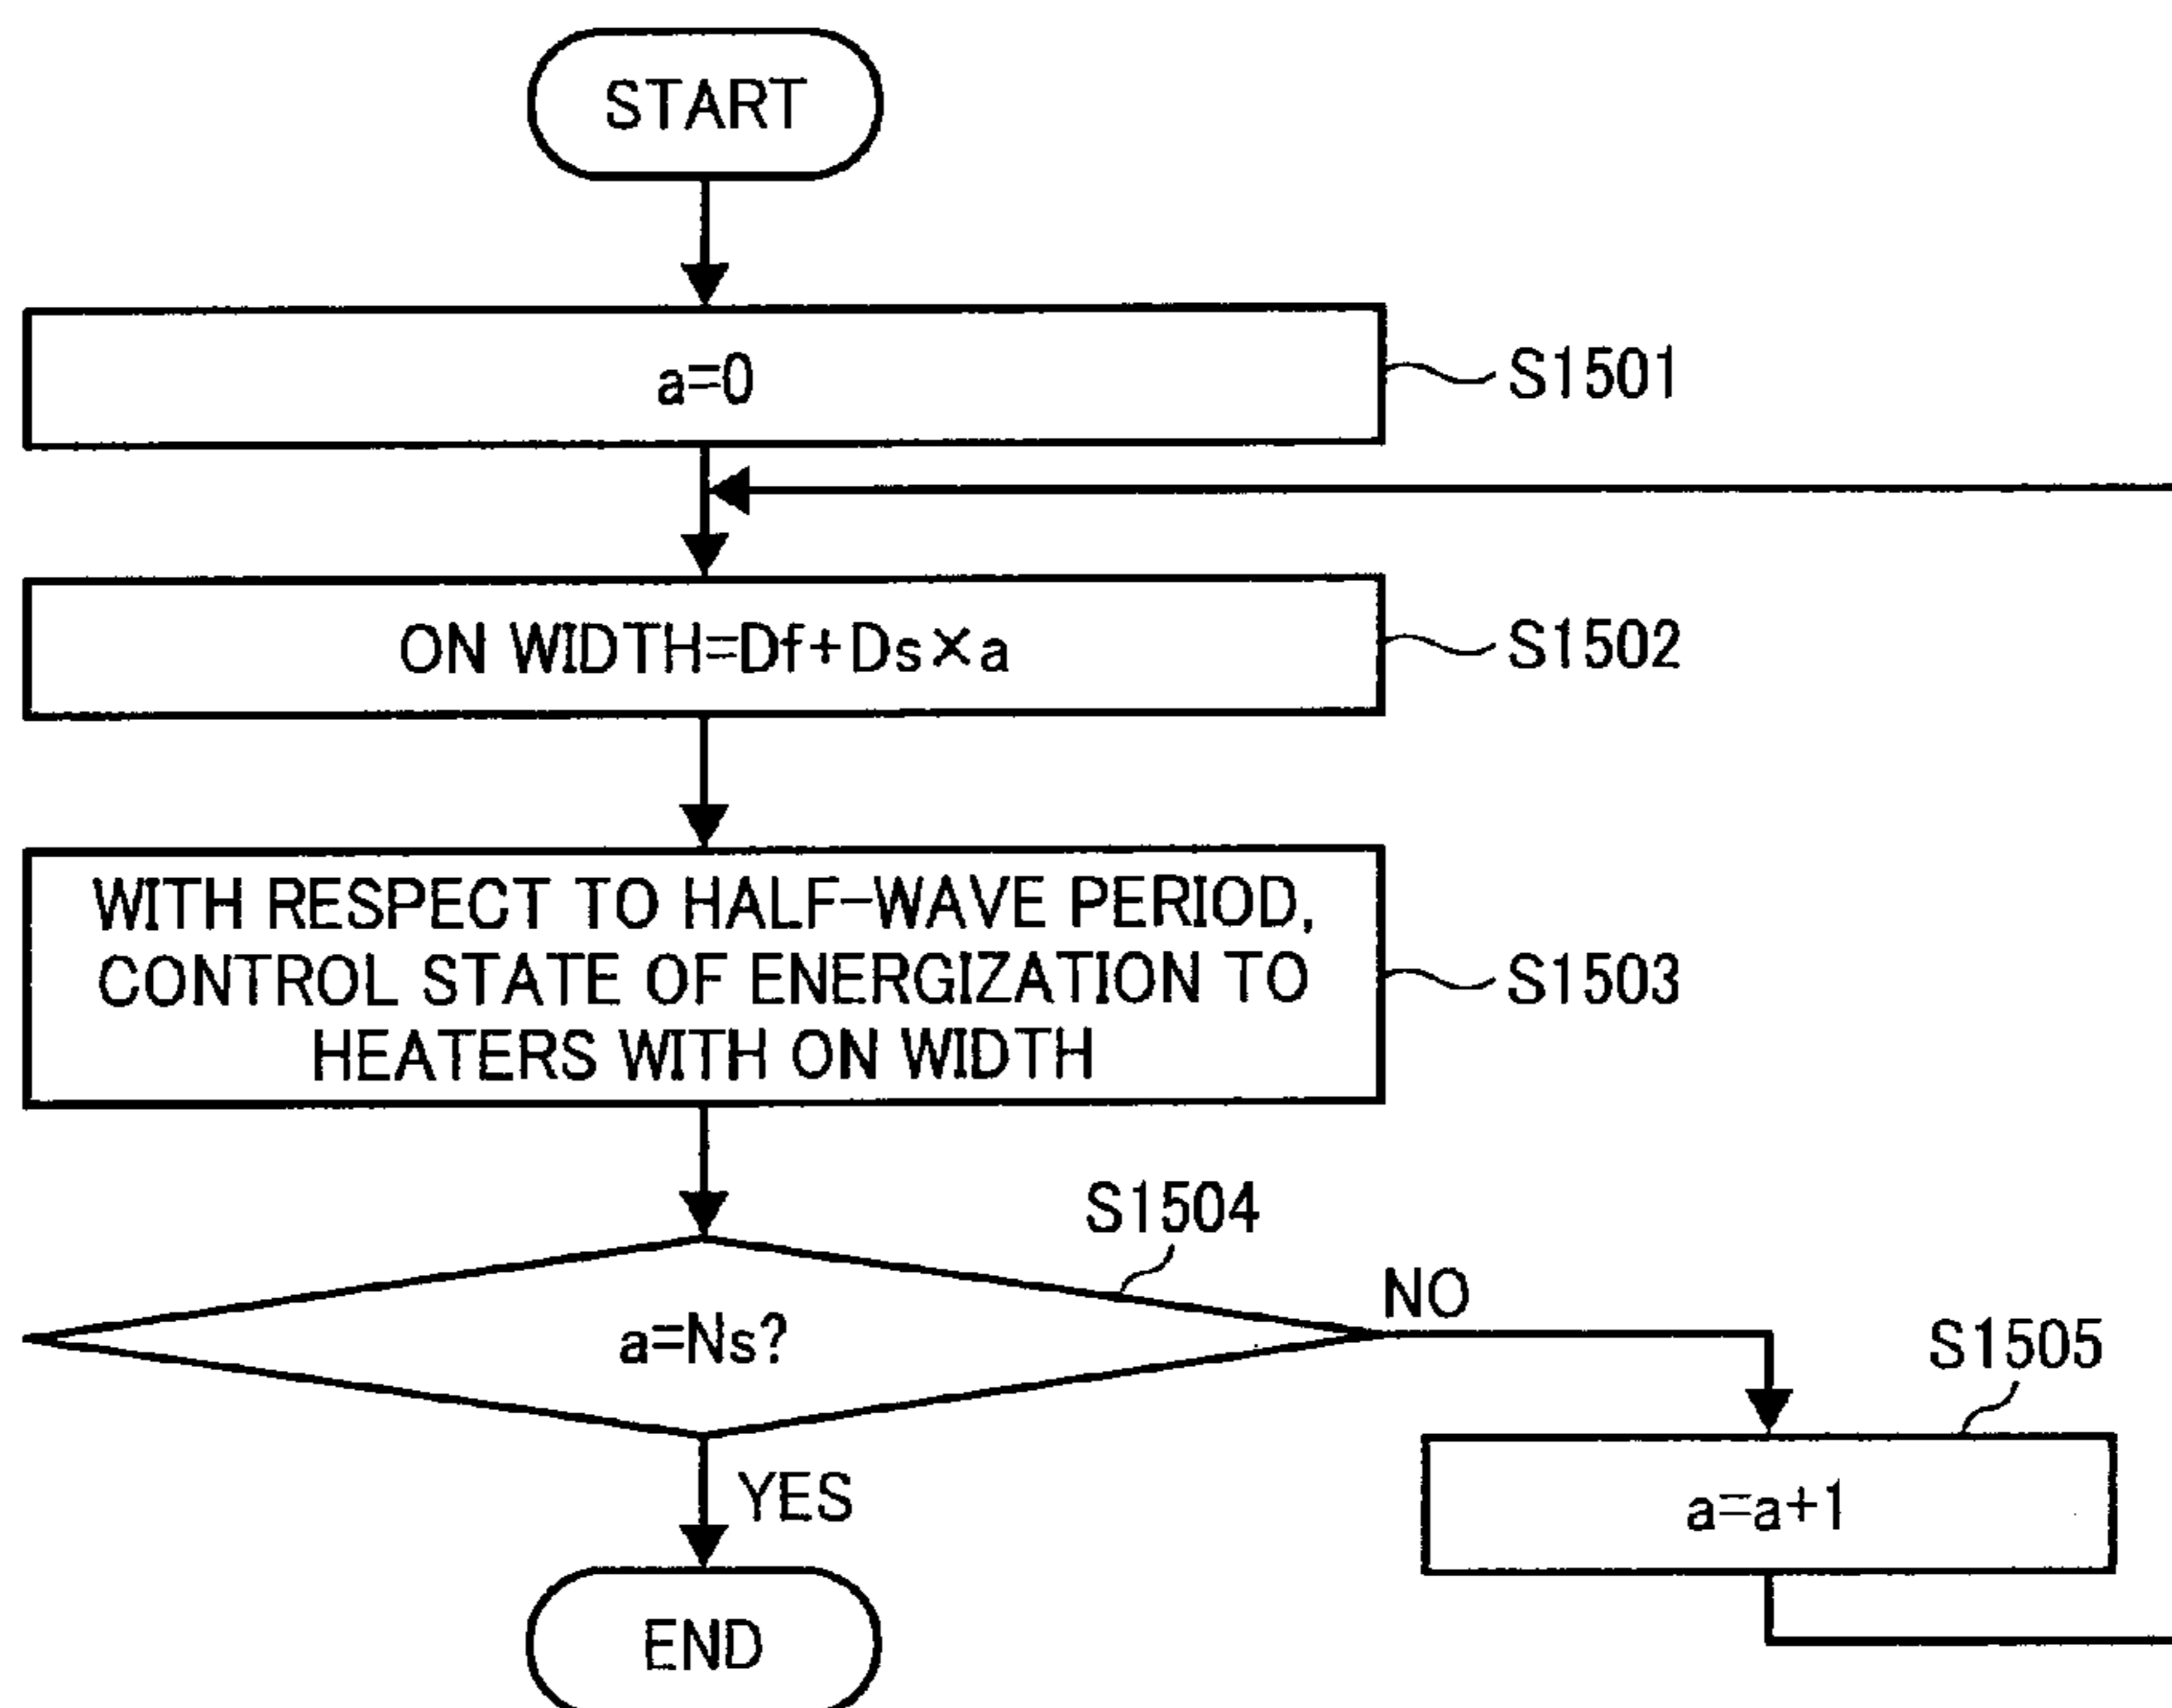 START
a=0
S1501
ON WIDTH=Df+Ds×a
S1502
WITH RESPECT TO HALF-WAVE PERIOD,
CONTROL STATE OF ENERGIZATION TO
HEATERS WITH ON WIDTH
S1503
S1504
a=Ns?
NO
S1505
a=a+1
YES
END